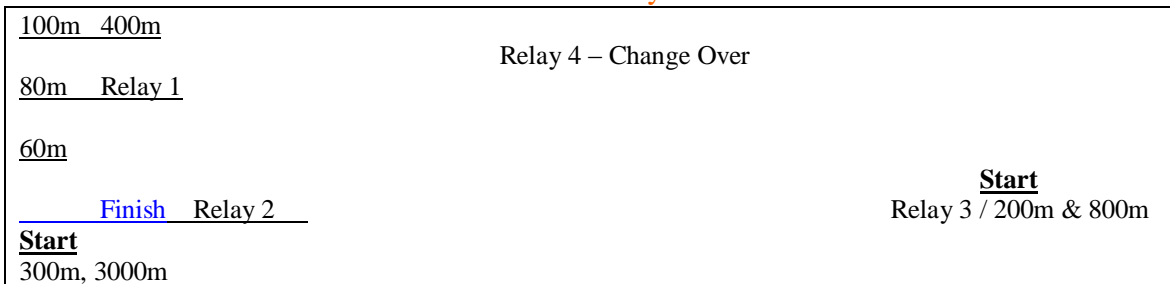 100m 400m
Relay 4 – Change Over
80m Relay 1
60m
Start
Finish Relay 2 Relay 3 / 200m & 800m
Start
300m, 3000m